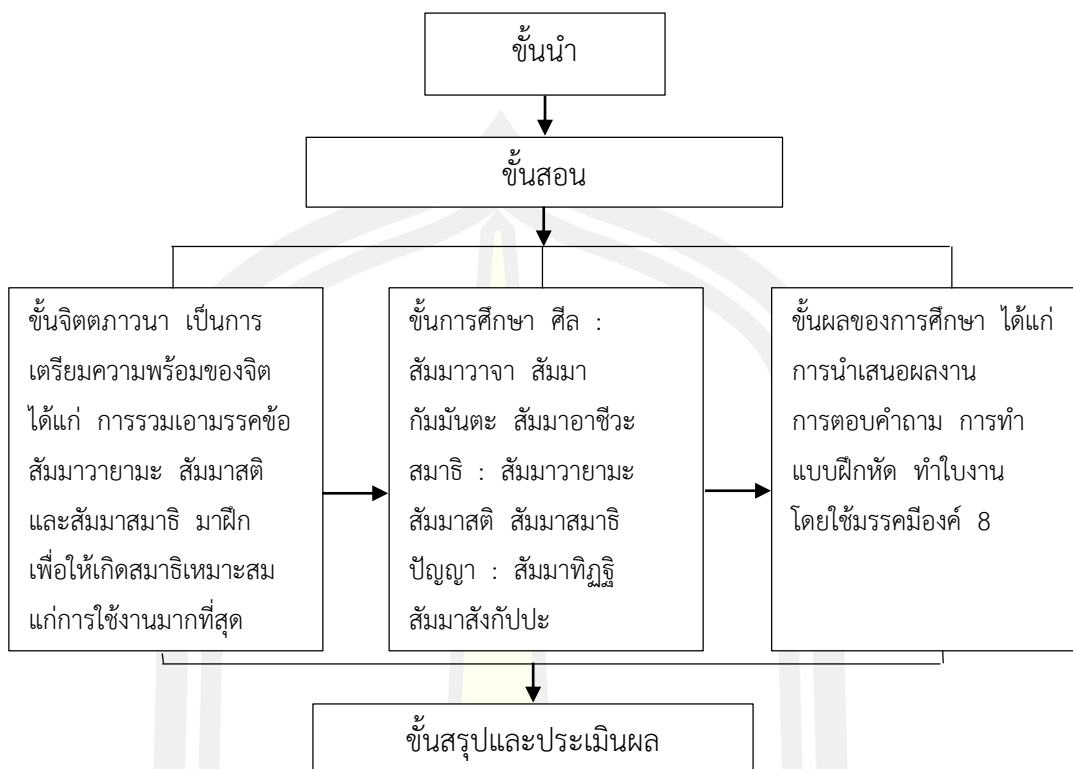 ขั้นนำ
ขั้นสอน
ขั้นจิตตภาวนา เป็นการ
เตรียมความพร้อมของจิต
ได้แก่ การรวมเอามรรคข้อ
สัมมาวายามะ สัมมาสติ
และสัมมาสมาธิ มาฝึก
เพื่อให้เกิดสมาธิเหมาะสม
แก่การใช้งานมากที่สุด
ขั้นการศึกษา ศีล :
สัมมาวาจา สัมมา
กัมมันตะ สัมมาอาชีวะ
สมาธิ : สัมมาวายามะ
สัมมาสติ สัมมาสมาธิ
ปัญญา : สัมมาทิฏฐิ
สัมมาสังกัปปะ
ขั้นผลของการศึกษา ได้แก่
การนำเสนอผลงาน
การตอบคำถาม การทำ
แบบฝึกหัด ทำใบงาน
โดยใช้มรรคมีองค์ 8
ขั้นสรุปและประเมินผล